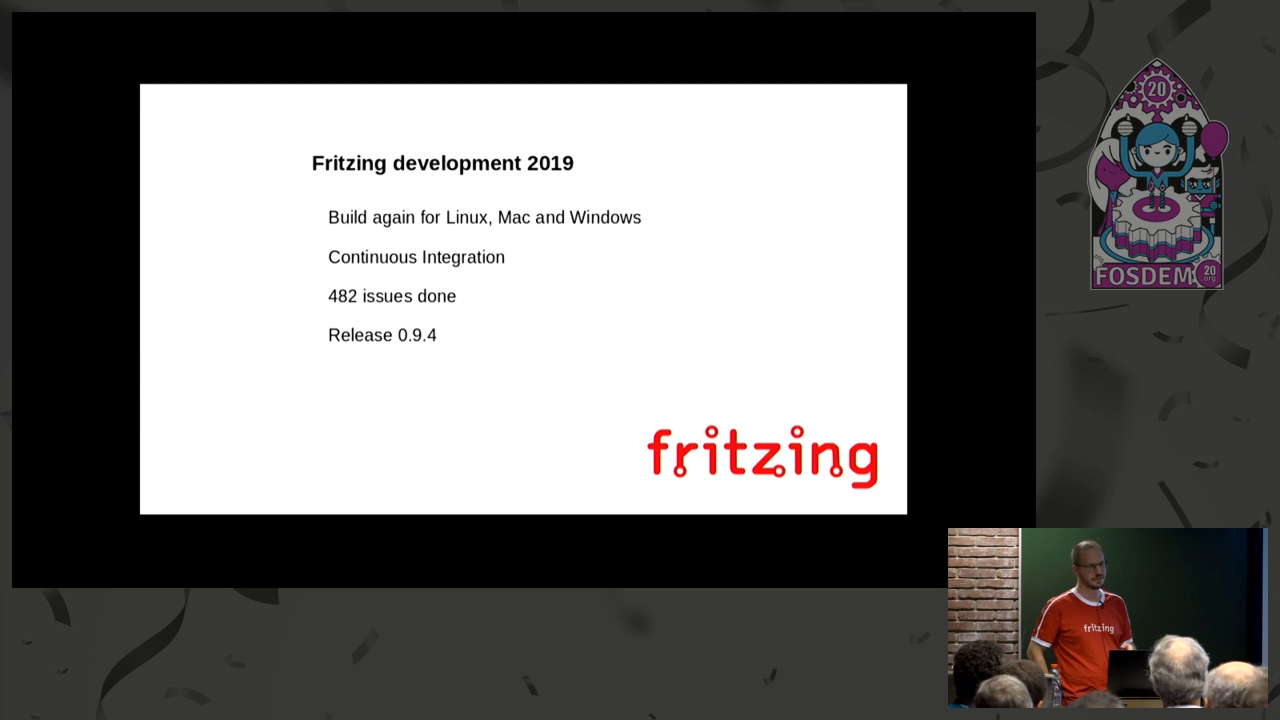 Fritzing development 2019
Build again for Linux, Mac and Windows
Continuous Integration
482 issues done
Release 0.9.4
fritzing
20
FOSDEM
20
.org
fritzing